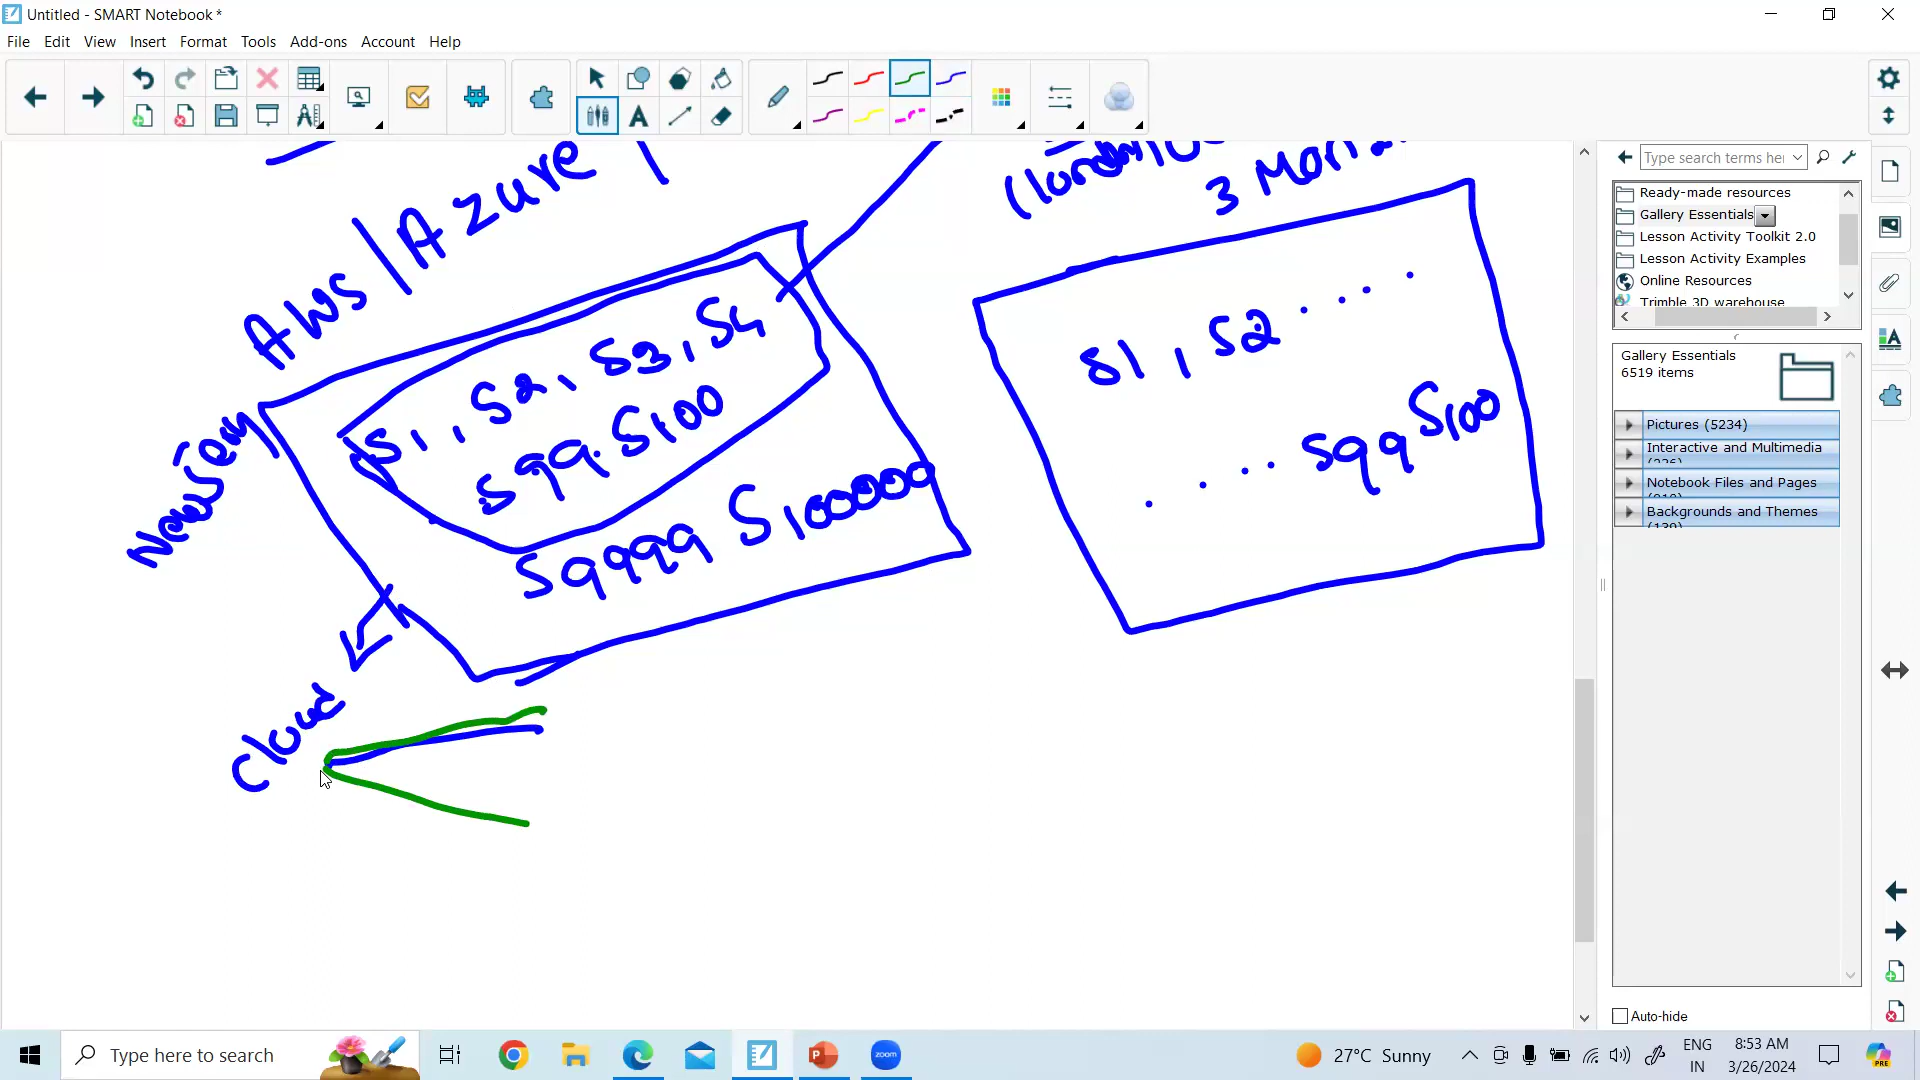 Untitled - SMART Notebook *
File Edit View Insert Format Tools Add-ons Account Help
AWS / Azure
3
S1, S2, S3, S4
S99. S100
S9999 S100000
Cloud
S1, S2 . . . .
. . . . S99 S100
Type search terms her
Ready-made resources
Gallery Essentials
Lesson Activity Toolkit 2.0
Lesson Activity Examples
Online Resources
Trimble 3D warehouse
Gallery Essentials
6519 items
Pictures (5234)
Interactive and Multimedia
Notebook Files and Pages
Backgrounds and Themes
Auto-hide
Type here to search
zoom
27°C Sunny
ENG
IN
8:53 AM
3/26/2024
PRE